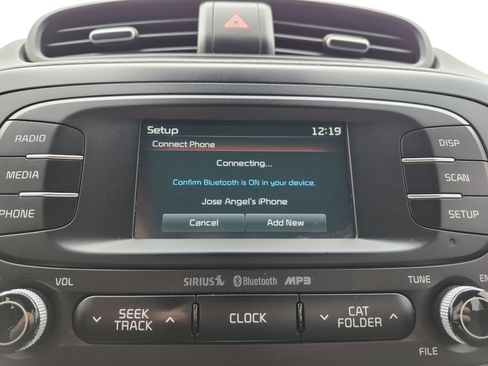 Setup 12:19
Connect Phone
Connecting...
Confirm Bluetooth is ON in your device.
Jose Angel's iPhone
Cancel Add New
RADIO
MEDIA
PHONE
DISP
SCAN
SETUP
VOL SIRIUS Bluetooth MP3 TUNE
SEEK
TRACK
CLOCK
CAT
FOLDER
FILE